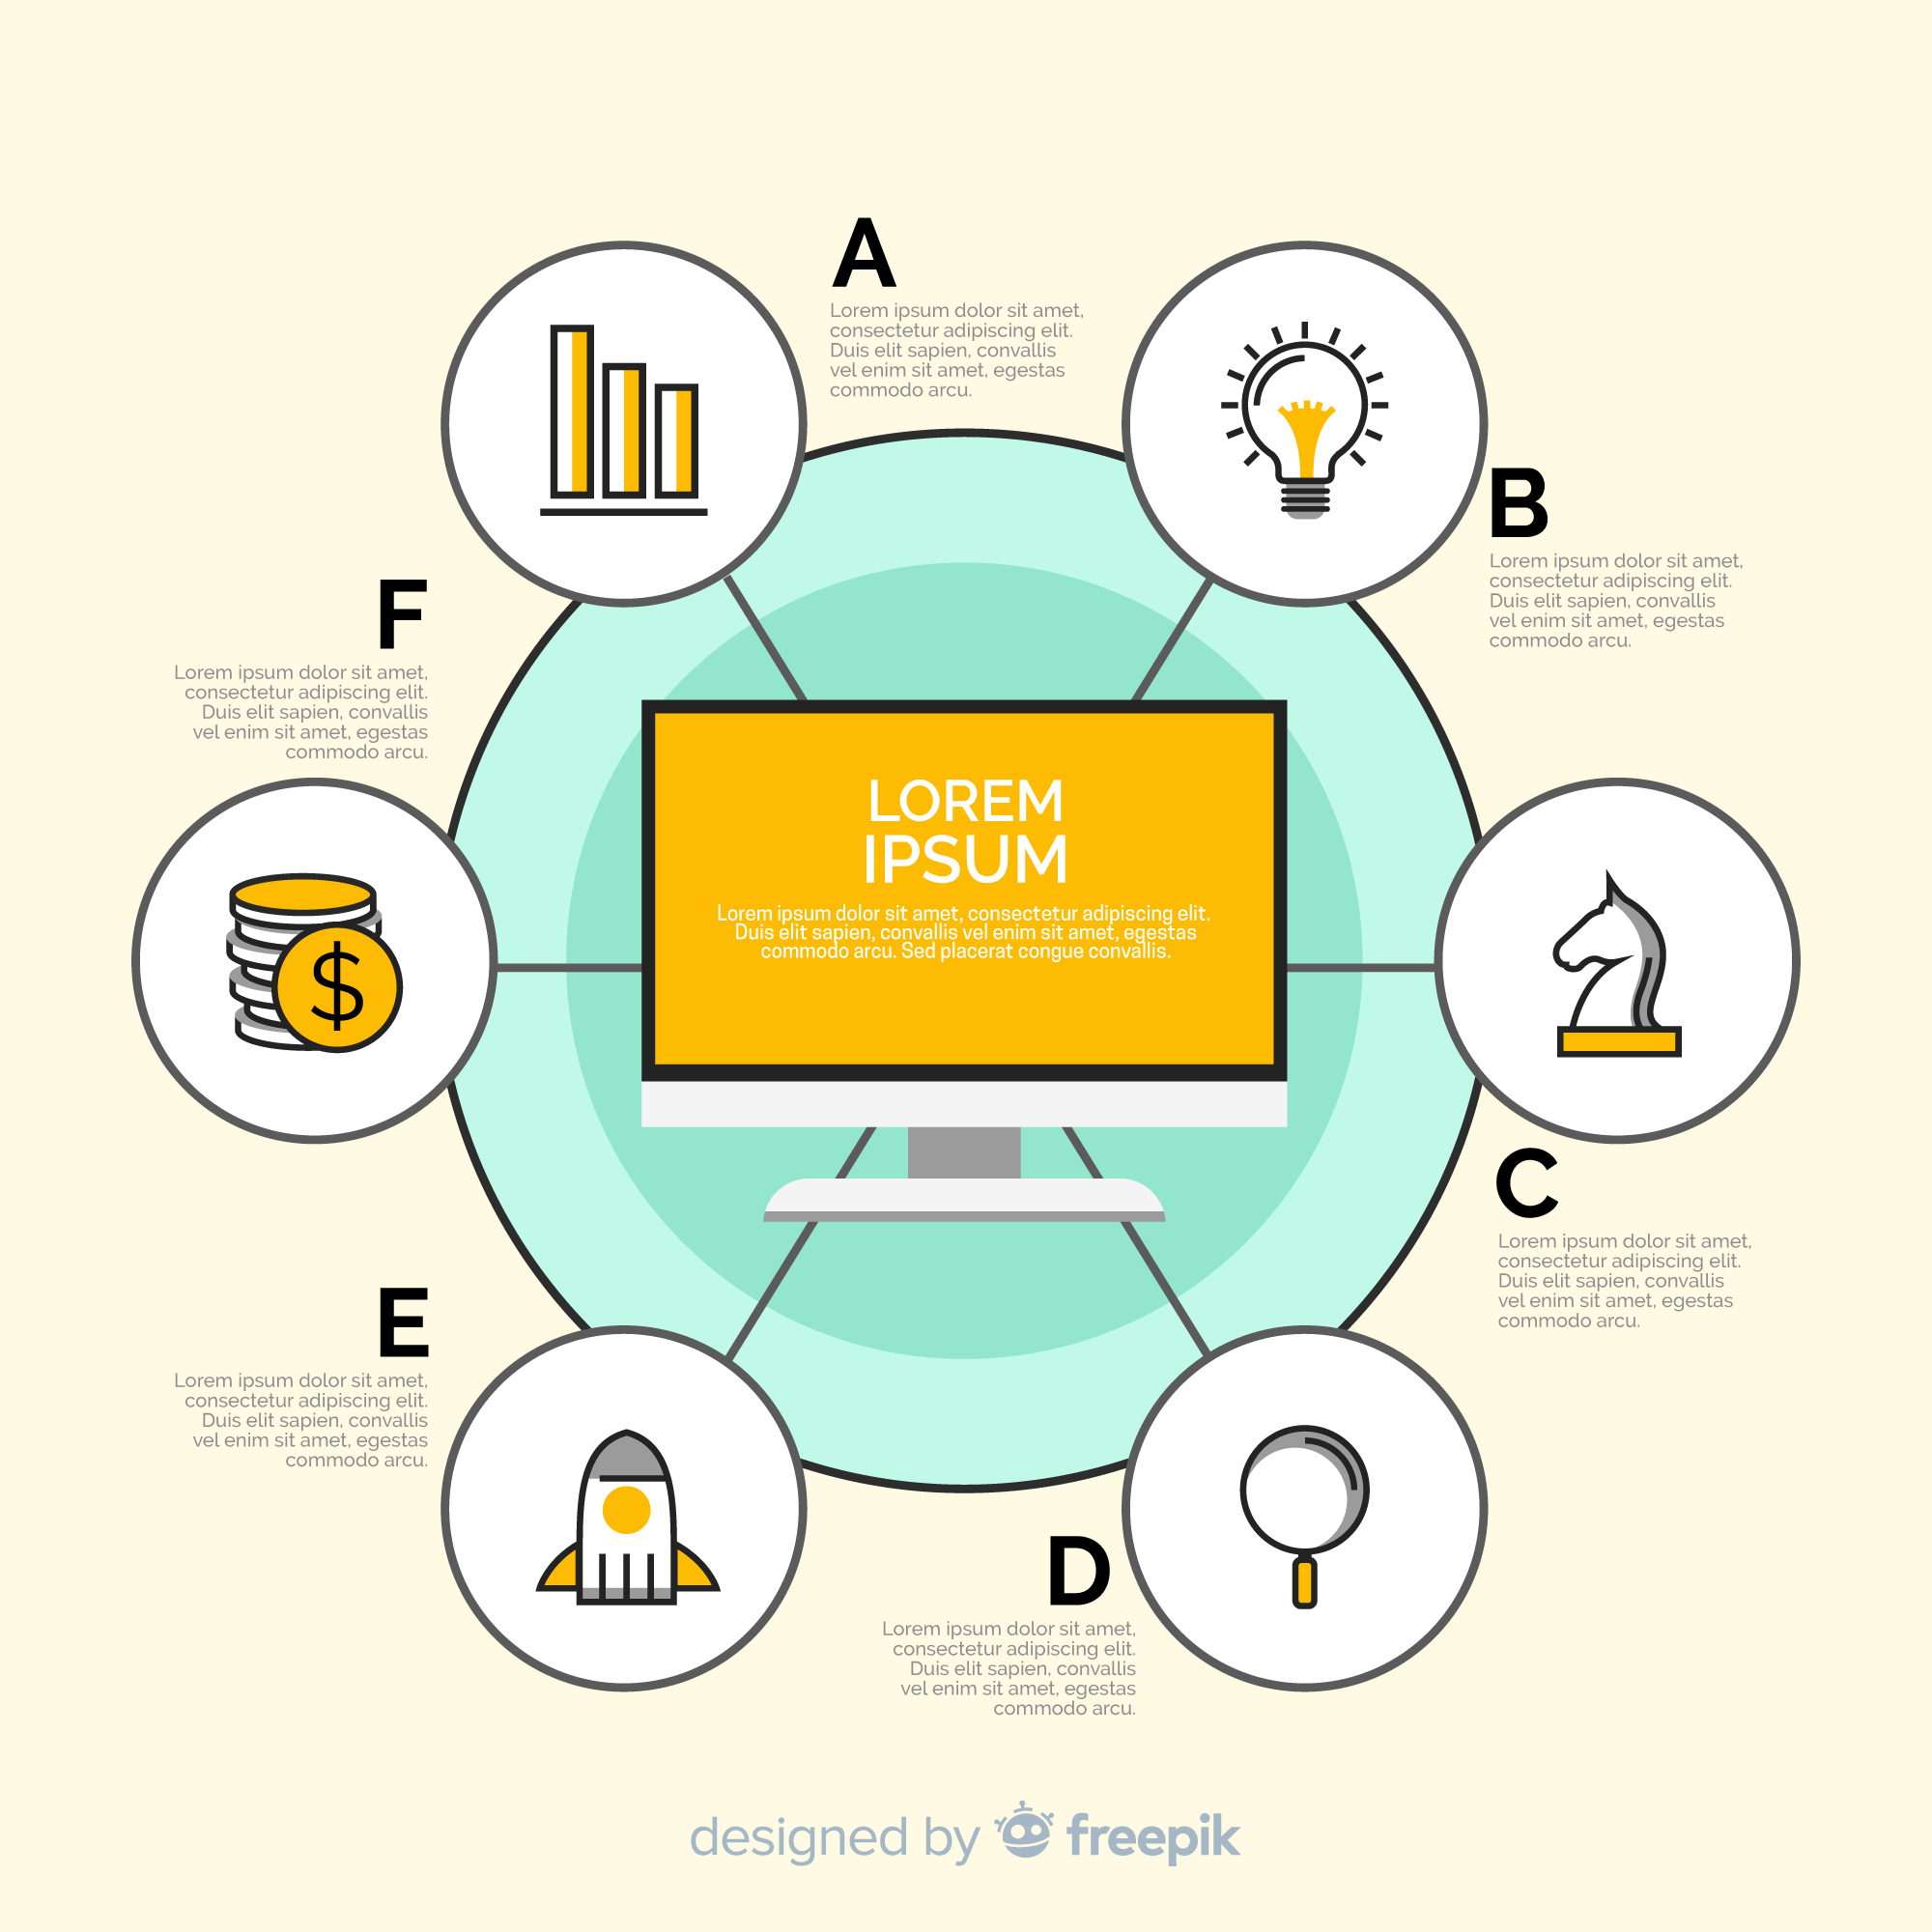 A
Lorem ipsum dolor sit amet,
consectetur adipiscing elit.
Duis elit sapien, convallis
vel enim sit amet, egestas
commodo arcu.
B
Lorem ipsum dolor sit amet,
consectetur adipiscing elit.
Duis elit sapien, convallis
vel enim sit amet, egestas
commodo arcu.
F
Lorem ipsum dolor sit amet,
consectetur adipiscing elit.
Duis elit sapien, convallis
vel enim sit amet, egestas
commodo arcu.
LOREM
IPSUM
Lorem ipsum dolor sit amet, consectetur adipiscing elit.
Duis elit sapien, convallis vel enim sit amet, egestas
commodo arcu. Sed placerat congue convallis.
$
C
Lorem ipsum dolor sit amet,
consectetur adipiscing elit.
Duis elit sapien, convallis
vel enim sit amet, egestas
commodo arcu.
E
Lorem ipsum dolor sit amet,
consectetur adipiscing elit.
Duis elit sapien, convallis
vel enim sit amet, egestas
commodo arcu.
D
Lorem ipsum dolor sit amet,
consectetur adipiscing elit.
Duis elit sapien, convallis
vel enim sit amet, egestas
commodo arcu.
designed by freepik